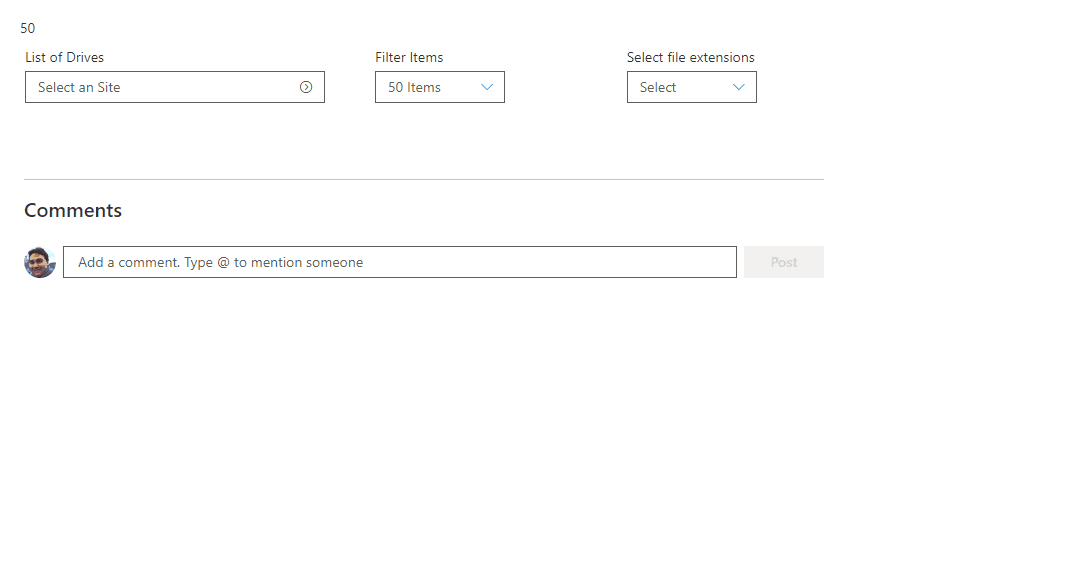 50
List of Drives
Filter Items
Select file extensions
Select an Site
50 Items
Select
Comments
Add a comment. Type @ to mention someone
Post